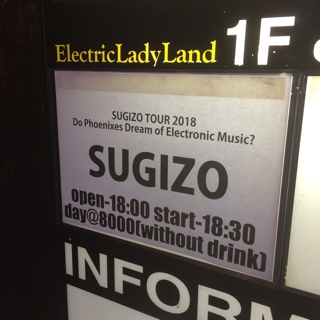 ElectricLadyLand 1F
SUGIZO TOUR 2018
Do Phoenixes Dream of Electronic Music?
SUGIZO
open-18:00 start-18:30
day@8000(without drink)
INFORM